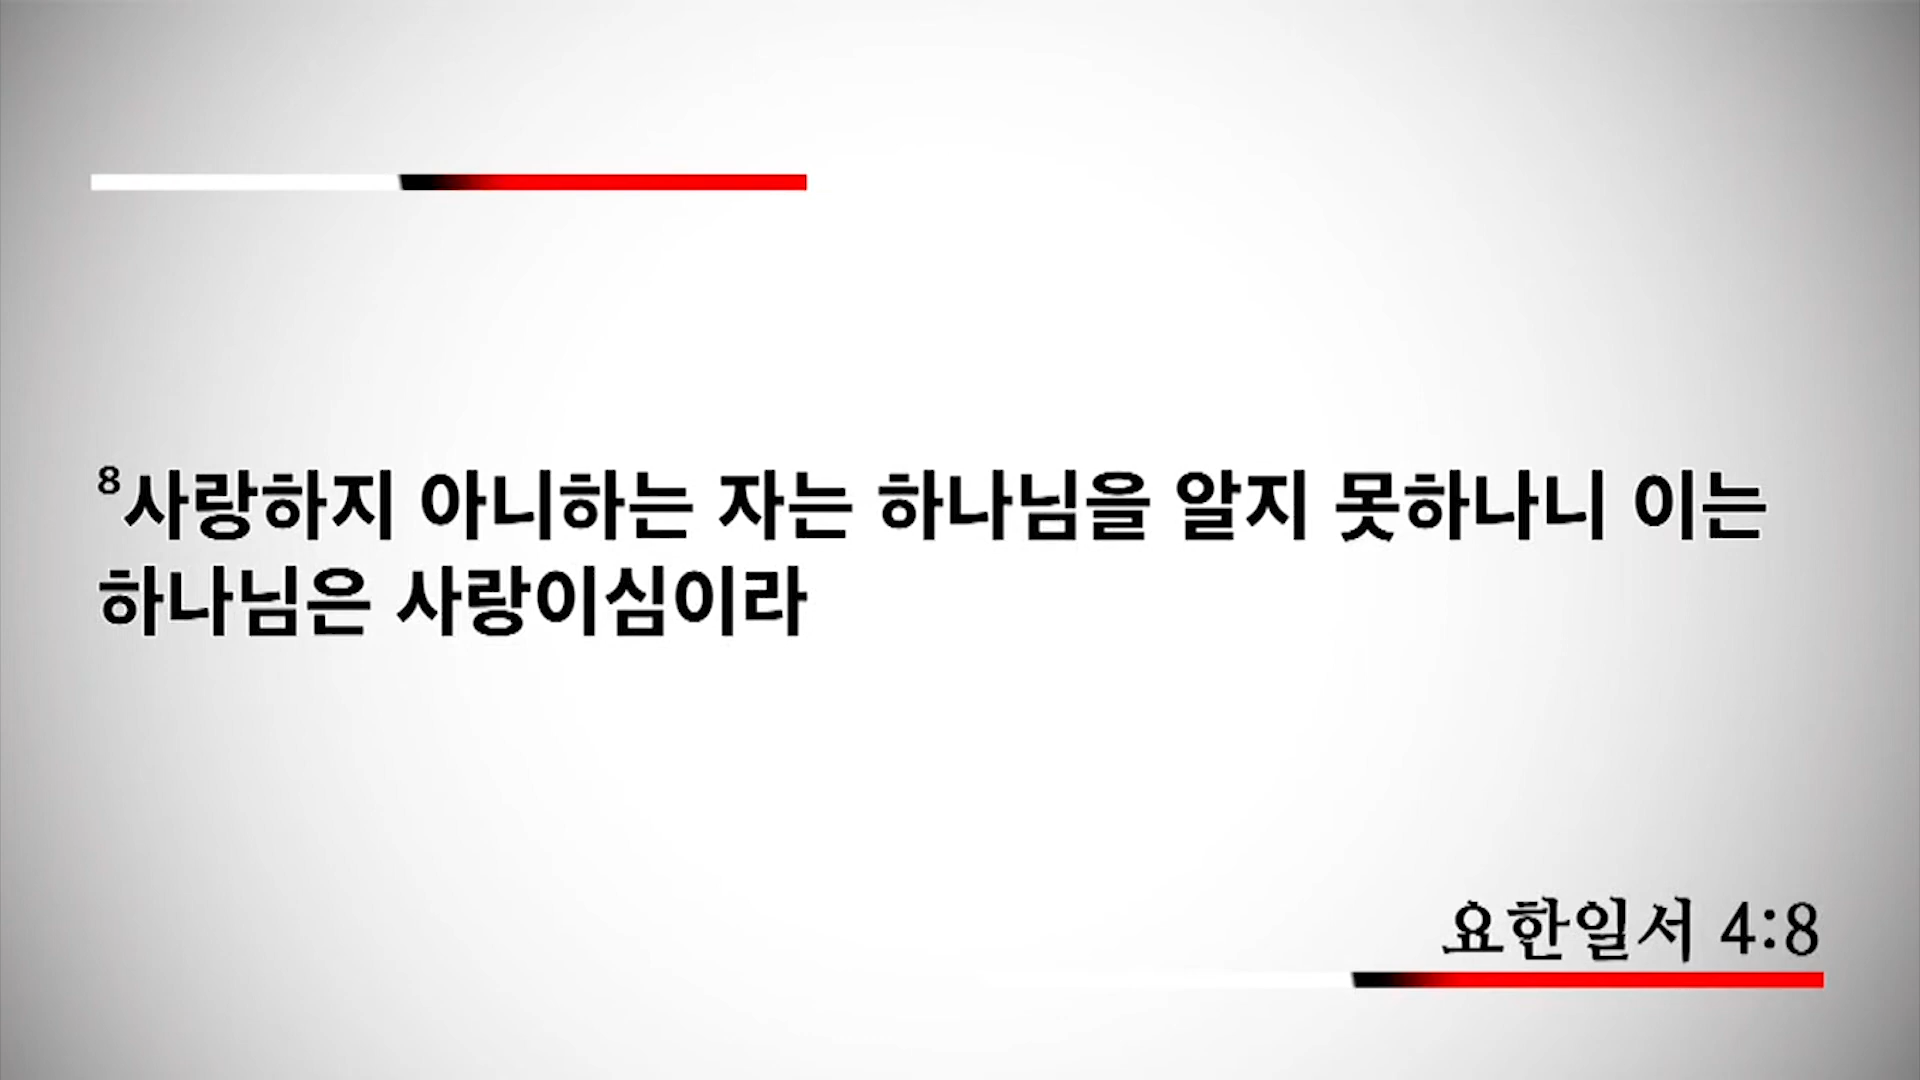 ⁸사랑하지 아니하는 자는 하나님을 알지 못하나니 이는
하나님은 사랑이심이라
요한일서 4:8